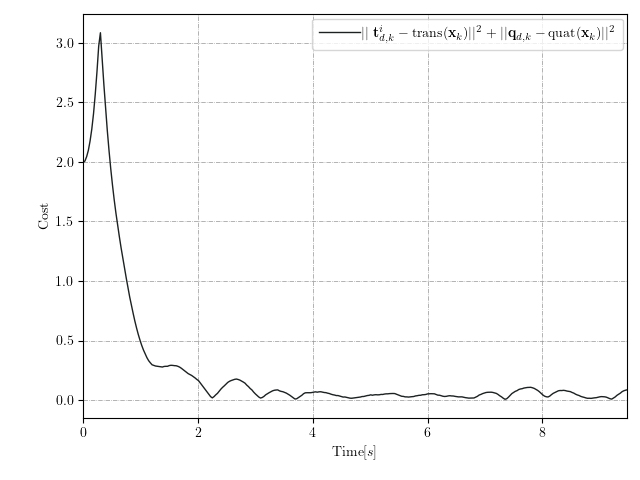 || t^i_{d,k} − trans(x_k)||^2 + ||q_{d,k} − quat(x_k)||^2
3.0
2.5
2.0
Cost
1.5
1.0
0.5
0.0
0 2 4 6 8
Time[s]